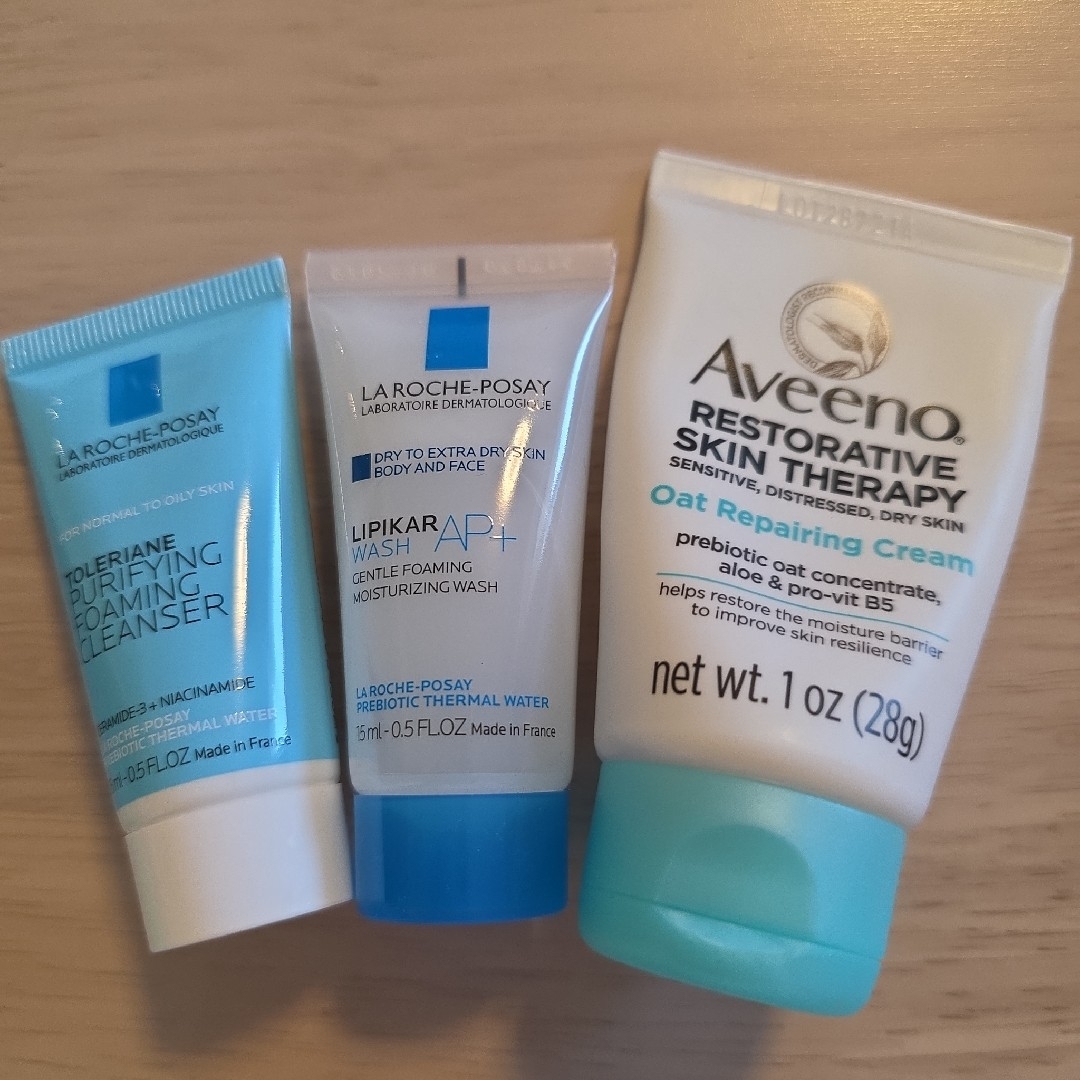 LA ROCHE-POSAY
LABORATOIRE DERMATOLOGIQUE
FOR NORMAL TO OILY SKIN
TOLERIANE
PURIFYING
FOAMING
CLEANSER
ERAMIDE-3 + NIACINAMIDE
LA ROCHE-POSAY
PREBIOTIC THERMAL WATER
ml-0.5 FL.OZ Made in France
LA ROCHE-POSAY
LABORATOIRE DERMATOLOGIQUE
DRY TO EXTRA DRY SKIN
BODY AND FACE
LIPIKAR
WASH AP+
GENTLE FOAMING
MOISTURIZING WASH
LA ROCHE-POSAY
PREBIOTIC THERMAL WATER
15 ml - 0.5 FL.OZ Made in France
DERMATOLOGIST RECOMMENDED
Aveeno®
RESTORATIVE
SKIN THERAPY
SENSITIVE, DISTRESSED, DRY SKIN
Oat Repairing Cream
prebiotic oat concentrate,
aloe & pro-vit B5
helps restore the moisture barrier
to improve skin resilience
net wt. 1 oz (28g)